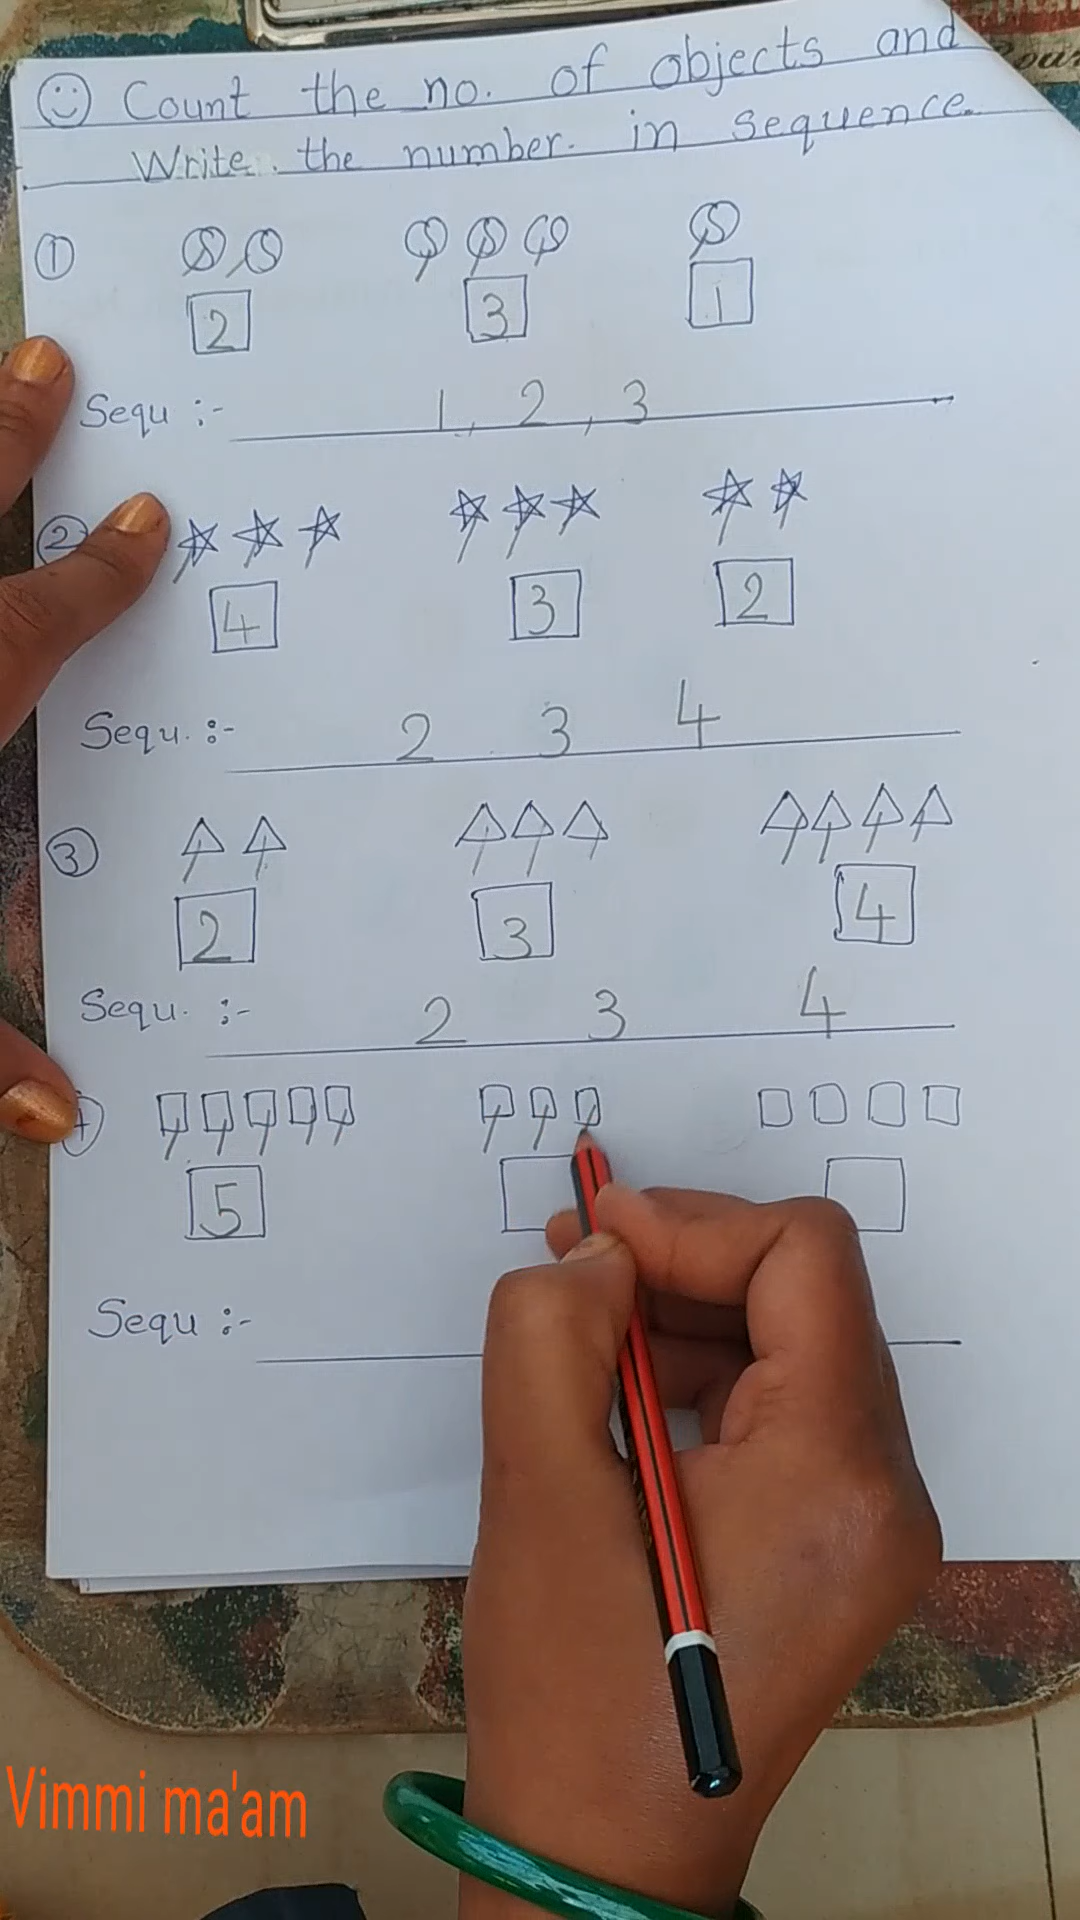 Count the no. of objects and
Write. the number. in sequence.
1
2 3 1
Sequ :- 1, 2, 3
2
4 3 2
Sequ. :- 2 3 4
3
2 3 4
Sequ. :- 2 3 4
5
Sequ :-
Vimmi ma'am